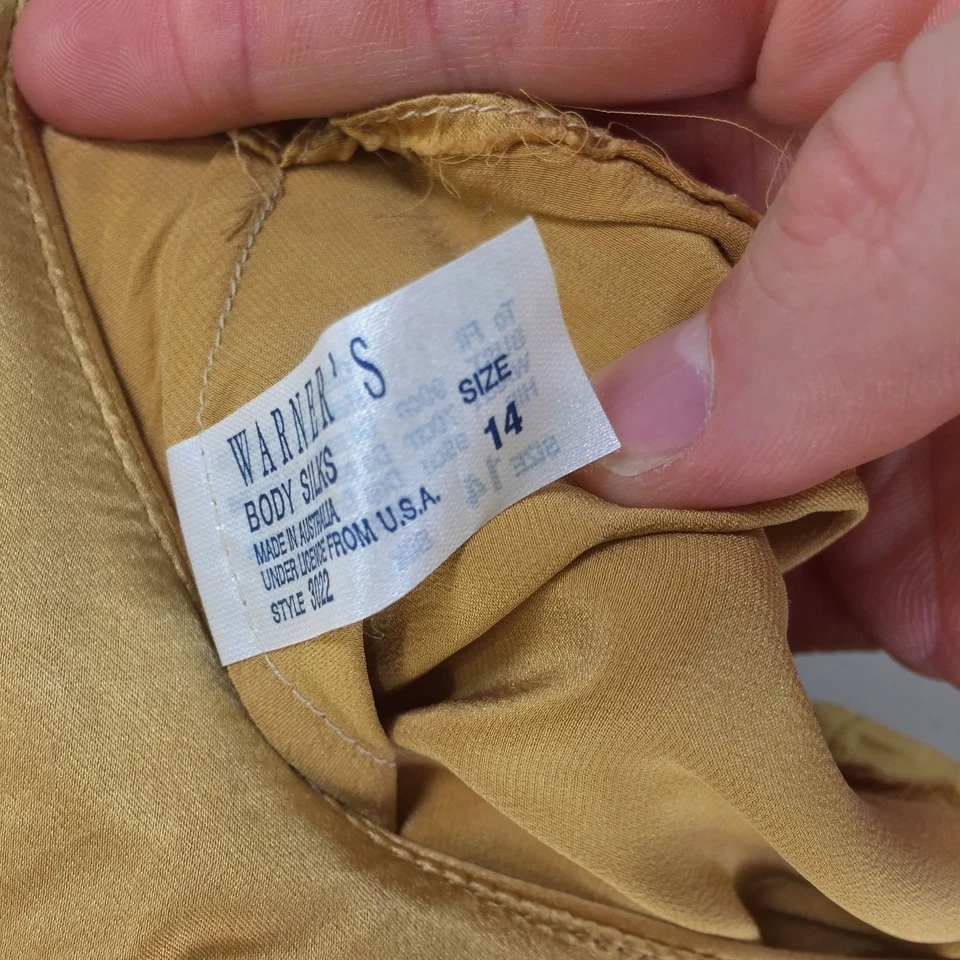 WARNER'S
BODY SILKS
MADE IN AUSTRALIA
UNDER LICENCE FROM U.S.A.
STYLE 3022
SIZE
14